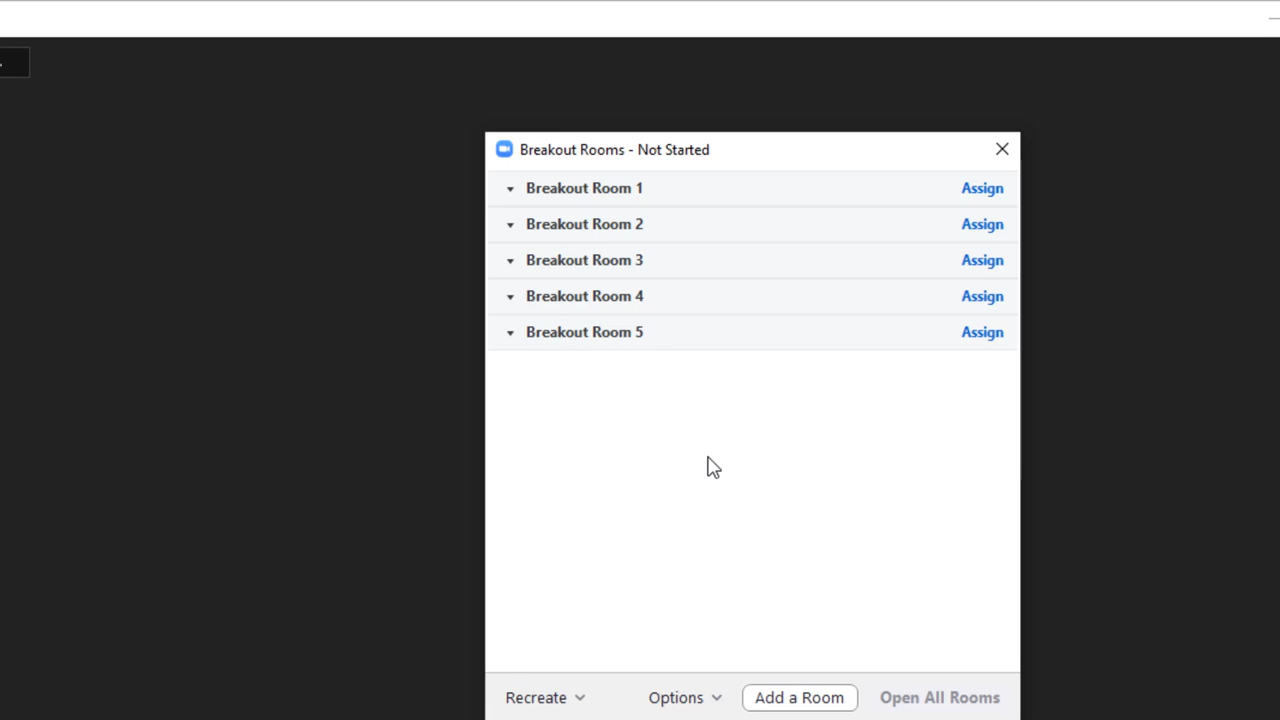 Breakout Rooms - Not Started
Breakout Room 1 Assign
Breakout Room 2 Assign
Breakout Room 3 Assign
Breakout Room 4 Assign
Breakout Room 5 Assign
Recreate Options Add a Room Open All Rooms